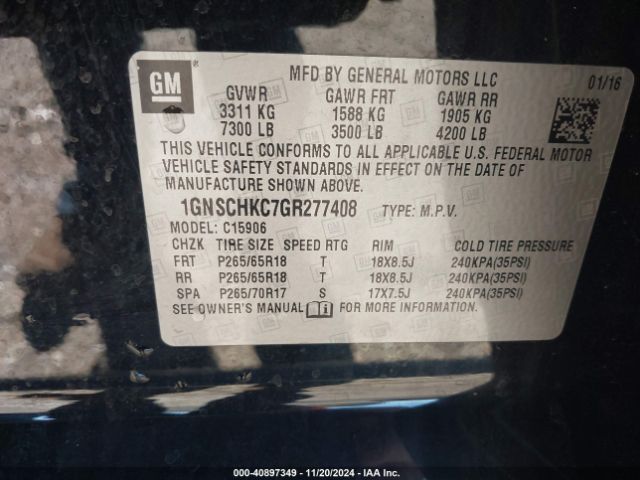 GM
MFD BY GENERAL MOTORS LLC
01/16
GVWR GAWR FRT GAWR RR
3311 KG 1588 KG 1905 KG
7300 LB 3500 LB 4200 LB
THIS VEHICLE CONFORMS TO ALL APPLICABLE U.S. FEDERAL MOTOR
VEHICLE SAFETY STANDARDS IN EFFECT ON THE DATE OF
MANUFACTURE SHOWN ABOVE.
1GNSCHKC7GR277408 TYPE: M.P.V.
MODEL: C15906
CHZK TIRE SIZE SPEED RTG RIM COLD TIRE PRESSURE
FRT P265/65R18 T 18X8.5J 240KPA(35PSI)
RR P265/65R18 T 18X8.5J 240KPA(35PSI)
SPA P265/70R17 S 17X7.5J 240KPA(35PSI)
SEE OWNER'S MANUAL FOR MORE INFORMATION.
000-40897349 - 11/20/2024 - IAA Inc.